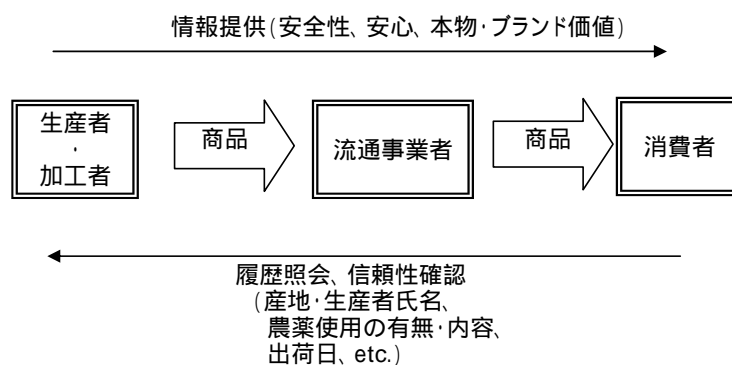 情報提供(安全性、安心、本物・ブランド価値)
生産者
・
加工者
商品
流通事業者
商品
消費者
履歴照会、信頼性確認
(産地・生産者氏名、
農薬使用の有無・内容、
出荷日、etc.)